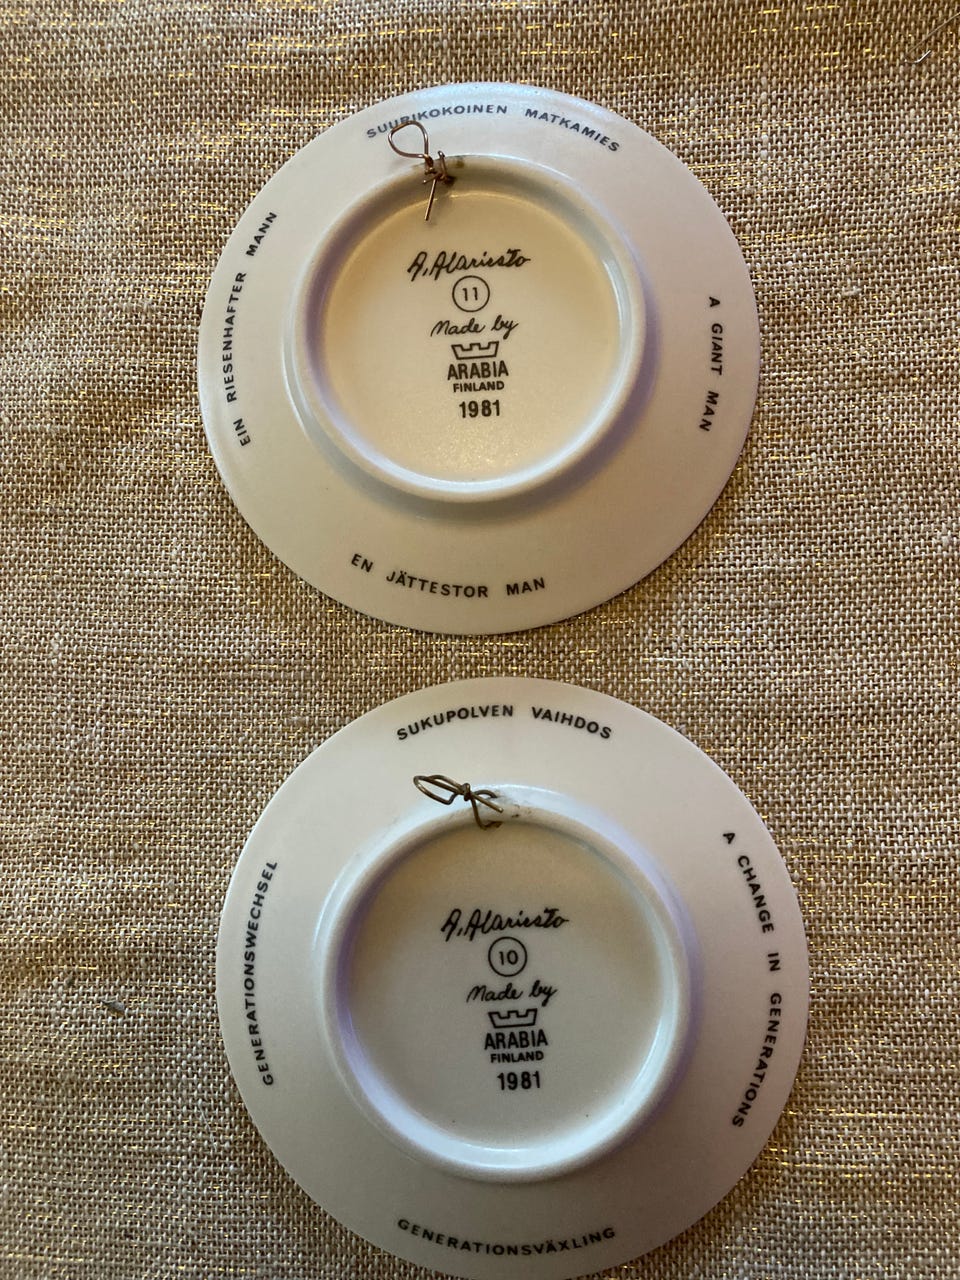 SUURIKOKOINEN MATKAMIES
EIN RIESENHAFTER MANN
A GIANT MAN
EN JÄTTESTOR MAN
A. Alariesto
11
Made by
ARABIA
FINLAND
1981
SUKUPOLVEN VAIHDOS
GENERATIONSWECHSEL
A CHANGE IN GENERATIONS
GENERATIONSVÄXLING
A. Alariesto
10
Made by
ARABIA
FINLAND
1981